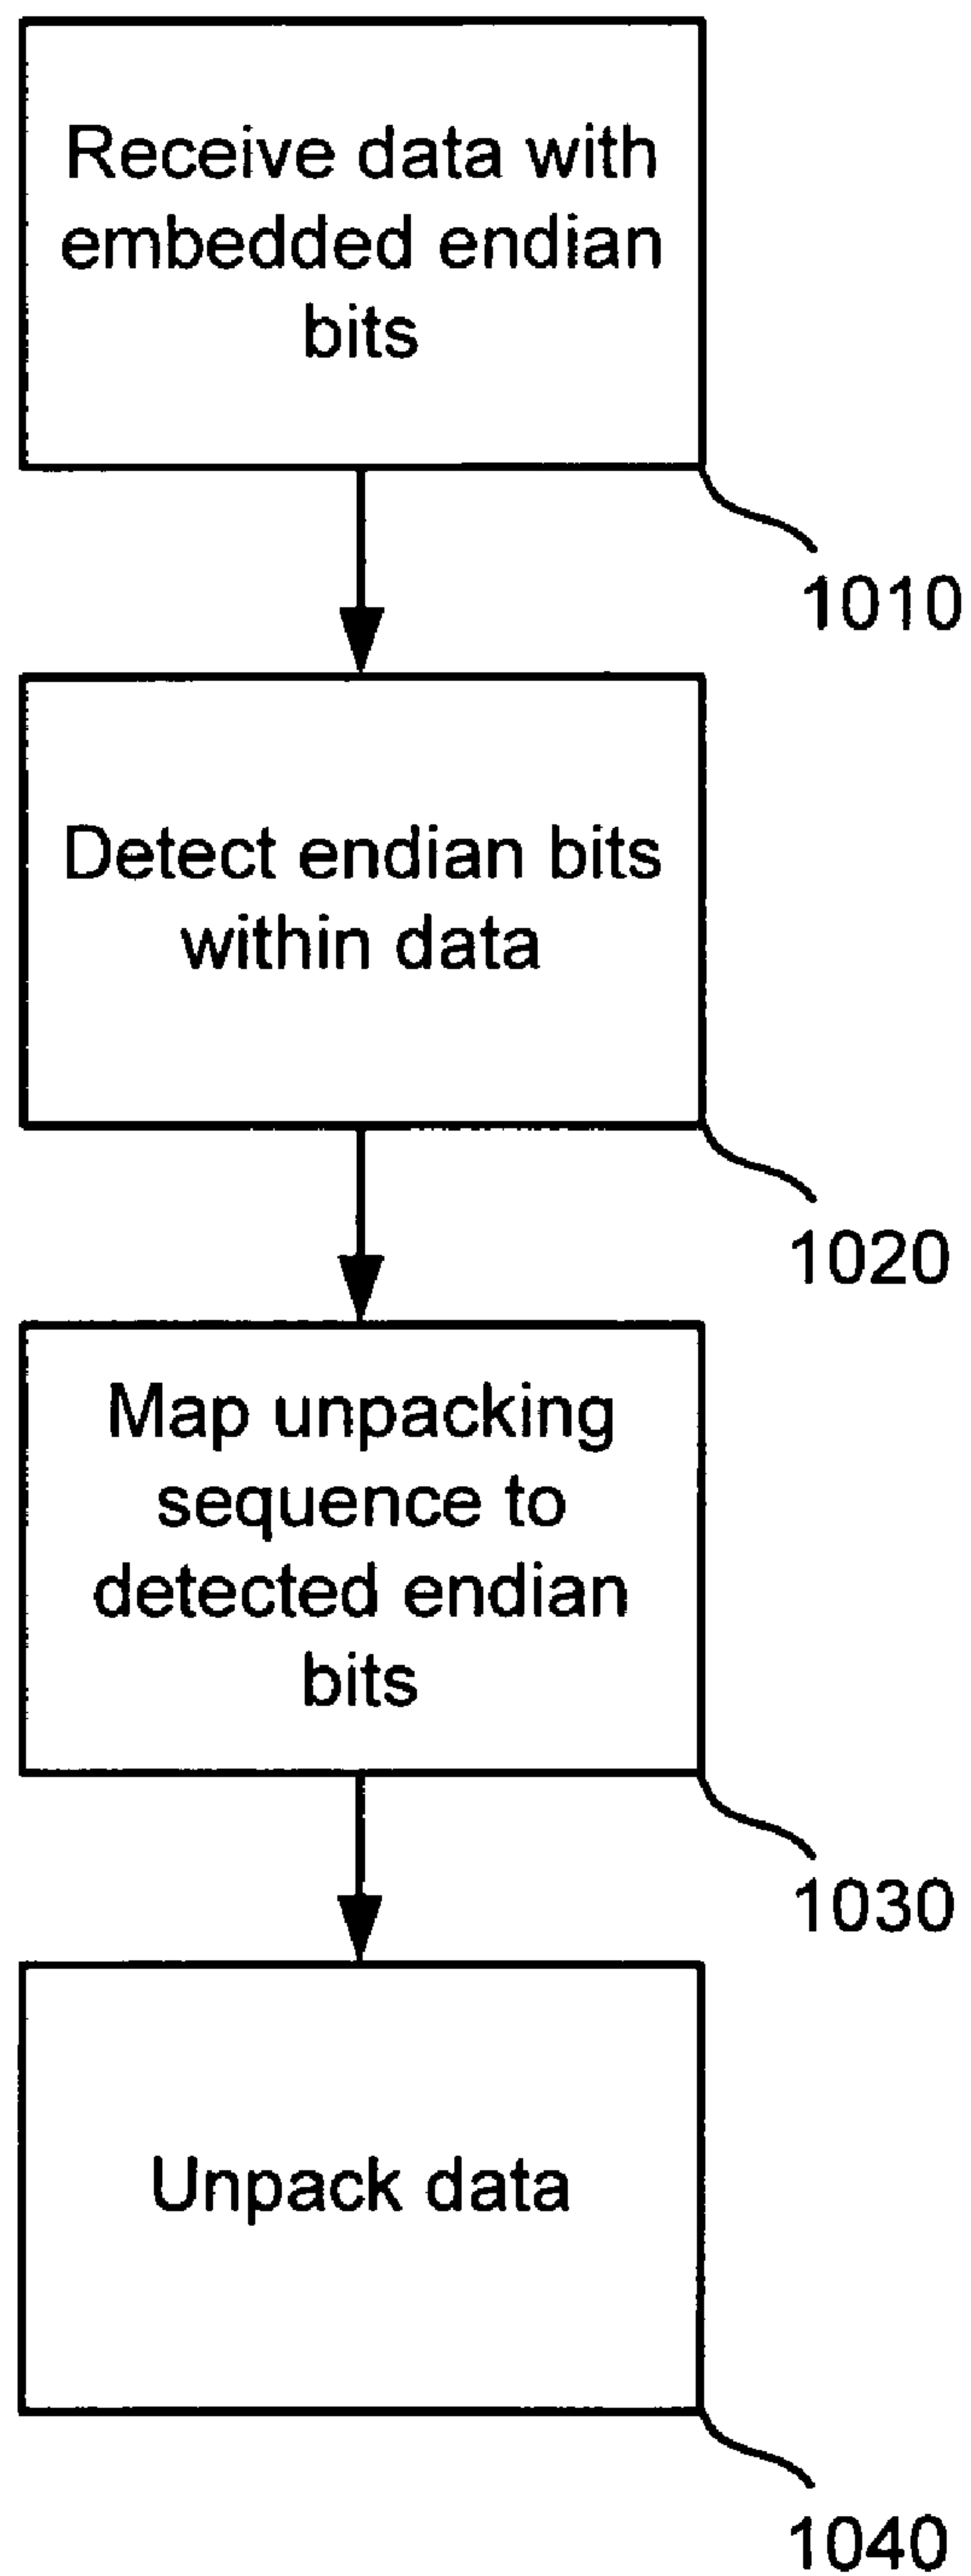 Receive data with
embedded endian
bits
1010
Detect endian bits
within data
1020
Map unpacking
sequence to
detected endian
bits
1030
Unpack data
1040